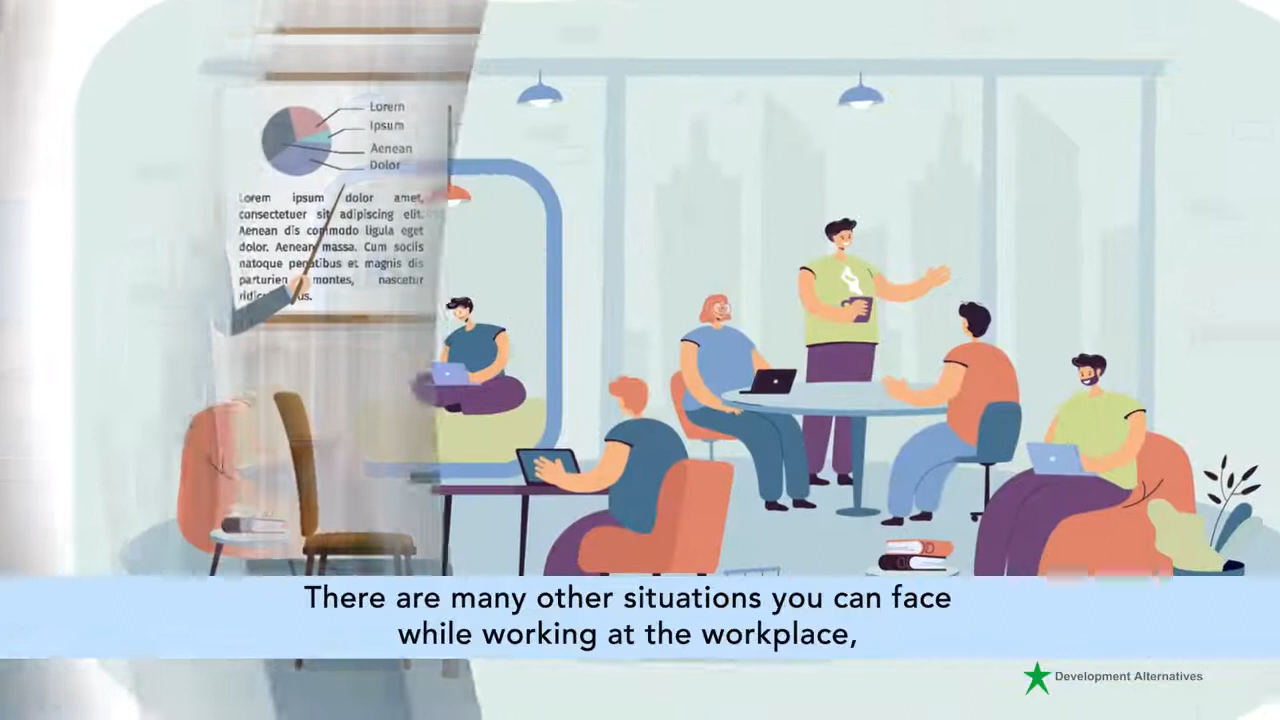 Lorem
Ipsum
Aenean
Dolor
Lorem ipsum dolor amet,
consectetuer sit adipiscing elit.
Aenean dis commodo ligula eget
dolor. Aenean massa. Cum sociis
natoque penatibus et magnis dis
parturien montes, nascetur
There are many other situations you can face
while working at the workplace,
Development Alternatives